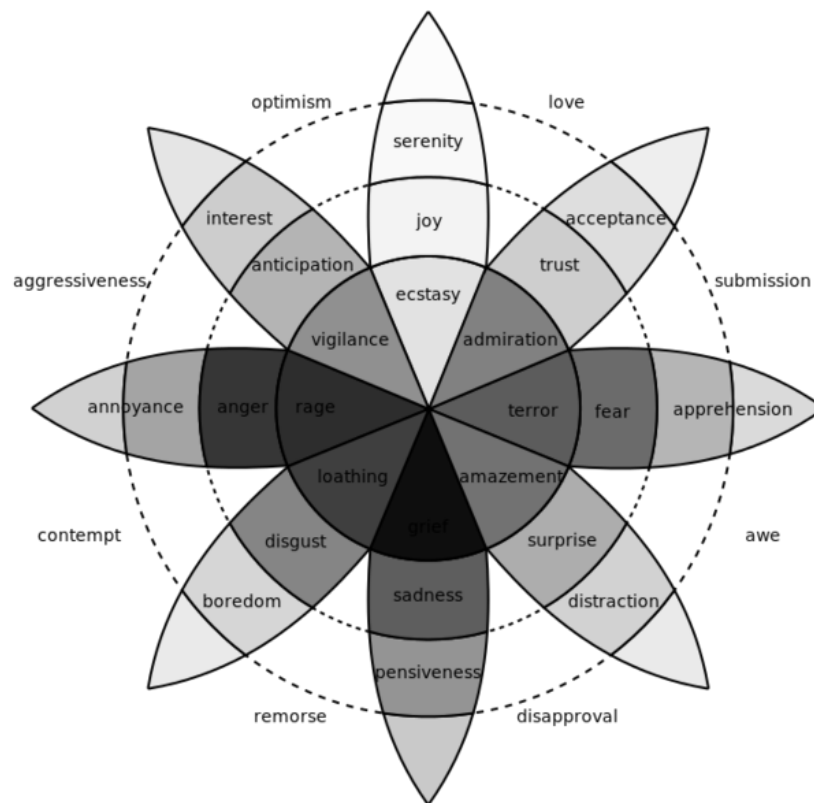 optimism
love
serenity
interest
joy
acceptance
anticipation
trust
aggressiveness
submission
ecstasy
vigilance
admiration
annoyance
anger
rage
terror
fear
apprehension
loathing
amazement
grief
contempt
disgust
surprise
awe
boredom
sadness
distraction
pensiveness
remorse
disapproval